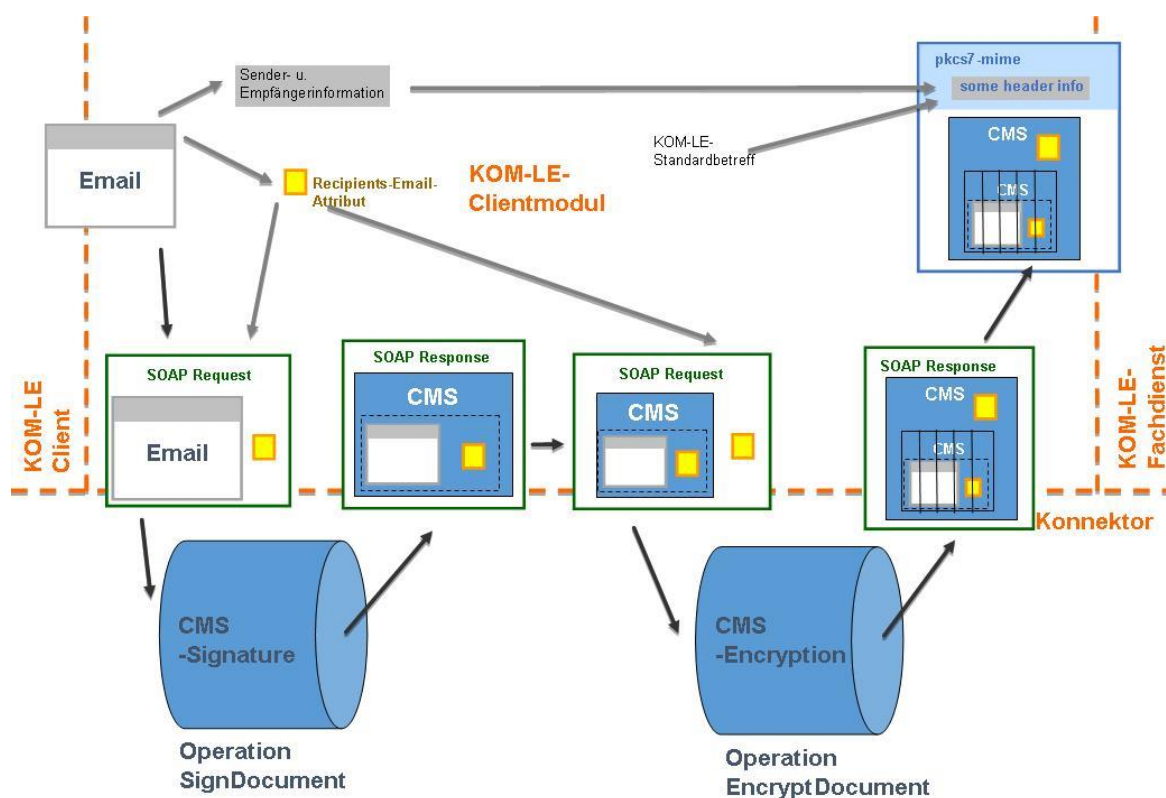 pkcs7-mime
Sender- u.
Empfängerinformation
some header info
CMS
CMS
KOM-LE-
Standardbetreff
Email
Recipients-Email-
Attribut
KOM-LE-
Clientmodul
SOAP Request
Email
SOAP Response
CMS
SOAP Request
CMS
SOAP Response
CMS
CMS
KOM-LE
Client
KOM-LE-
Fachdienst
Konnektor
CMS
-Signature
CMS
-Encryption
Operation
SignDocument
Operation
EncryptDocument